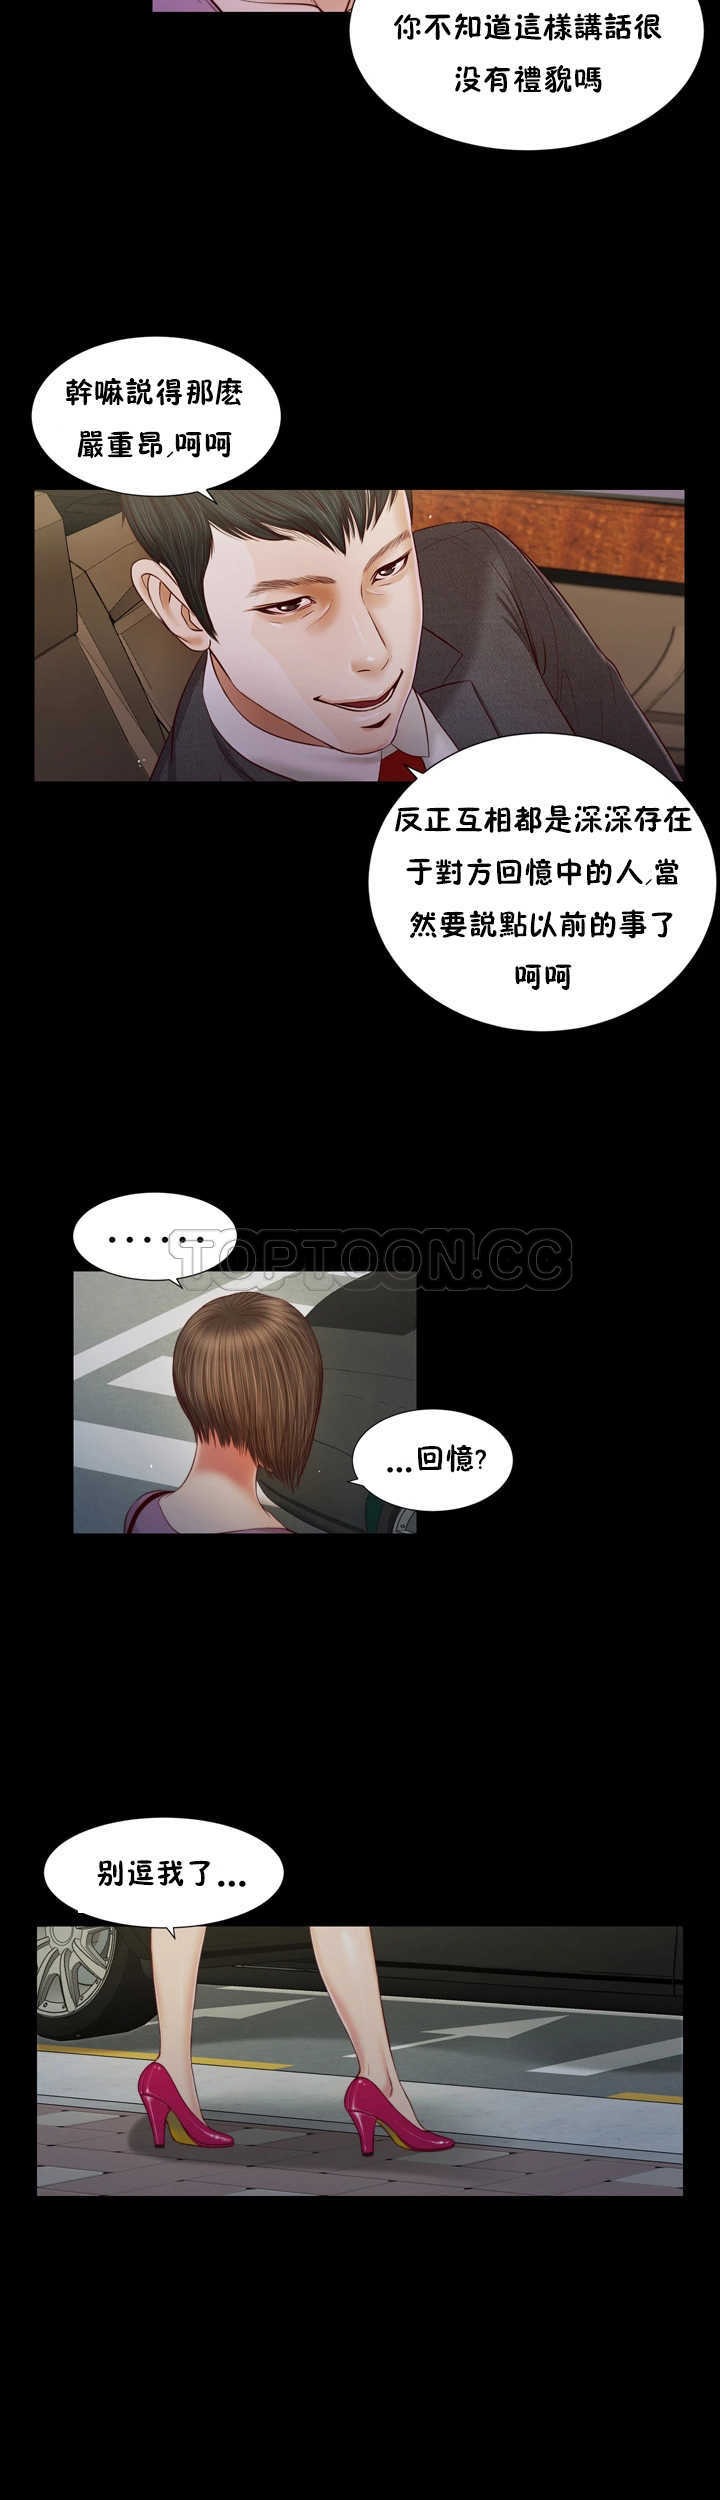 你不知道這樣講話很
没有禮貌嗎
幹嘛説得那麽
嚴重昂,呵呵
反正互相都是深深存在
于對方回憶中的人,當
然要説點以前的事了
呵呵
......
TOPTOON.CC
...回憶?
别逗我了...